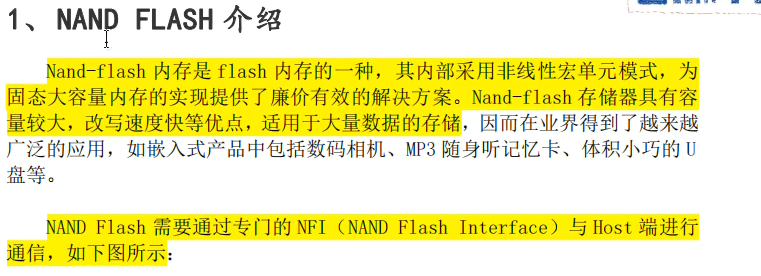 1、NAND FLASH 介绍
Nand-flash 内存是 flash 内存的一种，其内部采用非线性宏单元模式，为
固态大容量内存的实现提供了廉价有效的解决方案。Nand-flash 存储器具有容
量较大，改写速度快等优点，适用于大量数据的存储，因而在业界得到了越来越
广泛的应用，如嵌入式产品中包括数码相机、MP3 随身听记忆卡、体积小巧的 U
盘等。
NAND Flash 需要通过专门的 NFI（NAND Flash Interface）与 Host 端进行
通信，如下图所示：